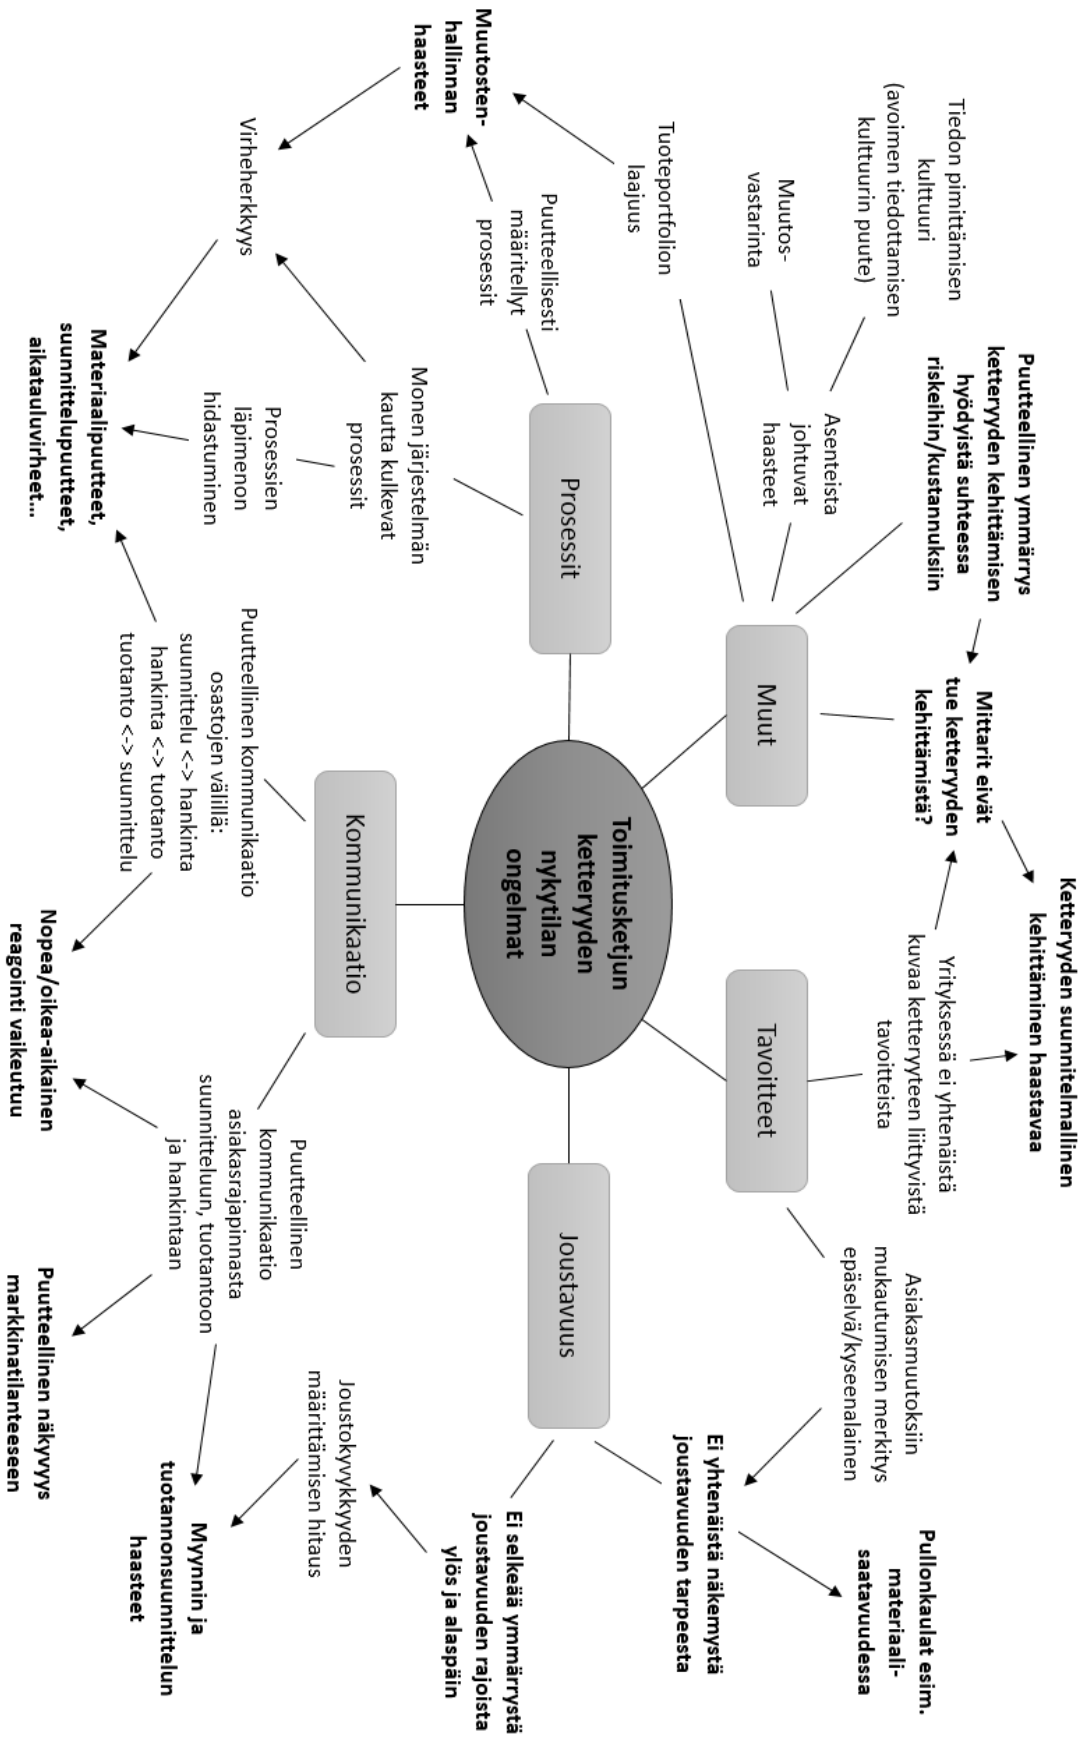 Ketteryyden suunnitelmallinen
kehittäminen haastavaa
Puutteellinen ymmärrys
ketteryyden kehittämisen
hyödyistä suhteessa
riskeihin/kustannuksiin
Mittarit eivät
tue ketteryyden
kehittämistä?
Tiedon pimittämisen
kulttuuri
(avoimen tiedottamisen
kulttuurin puute)
Yrityksessä ei yhtenäistä
kuvaa ketteryyteen liittyvistä
tavoitteista
Asiakasmuutoksiin
mukautumisen merkitys
epäselvä/kyseenalainen
Pullonkaulat esim.
materiaali-
saatavuudessa
Asenteista
johtuvat
haasteet
Muutos-
vastarinta
Muut
Tavoitteet
Ei yhtenäistä näkemystä
joustavuuden tarpeesta
Tuoteportfolion
laajuus
Toimitusketjun
ketteryyden
nykytilan
ongelmat
Prosessit
Joustavuus
Puutteellisesti
määritellyt
prosessit
Ei selkeää ymmärrystä
joustavuuden rajoista
ylös ja alaspäin
Muutosten-
hallinnan
haasteet
Monen järjestelmän
kautta kulkevat
prosessit
Kommunikaatio
Joustokyvykkyyden
määrittämisen hitaus
Puutteellinen
kommunikaatio
asiakasrajapinnasta
suunnitteluun, tuotantoon
ja hankintaan
Prosessien
läpimenon
hidastuminen
Virheherkkyys
Puutteellinen kommunikaatio
osastojen välillä:
suunnittelu <-> hankinta
hankinta <-> tuotanto
tuotanto <-> suunnittelu
Myynnin ja
tuotannonsuunnittelun
haasteet
Materiaalipuutteet,
suunnittelupuutteet,
aikatauluvirheet...
Nopea/oikea-aikainen
reagointi vaikeutuu
Puutteellinen näkyvyys
markkinatilanteeseen